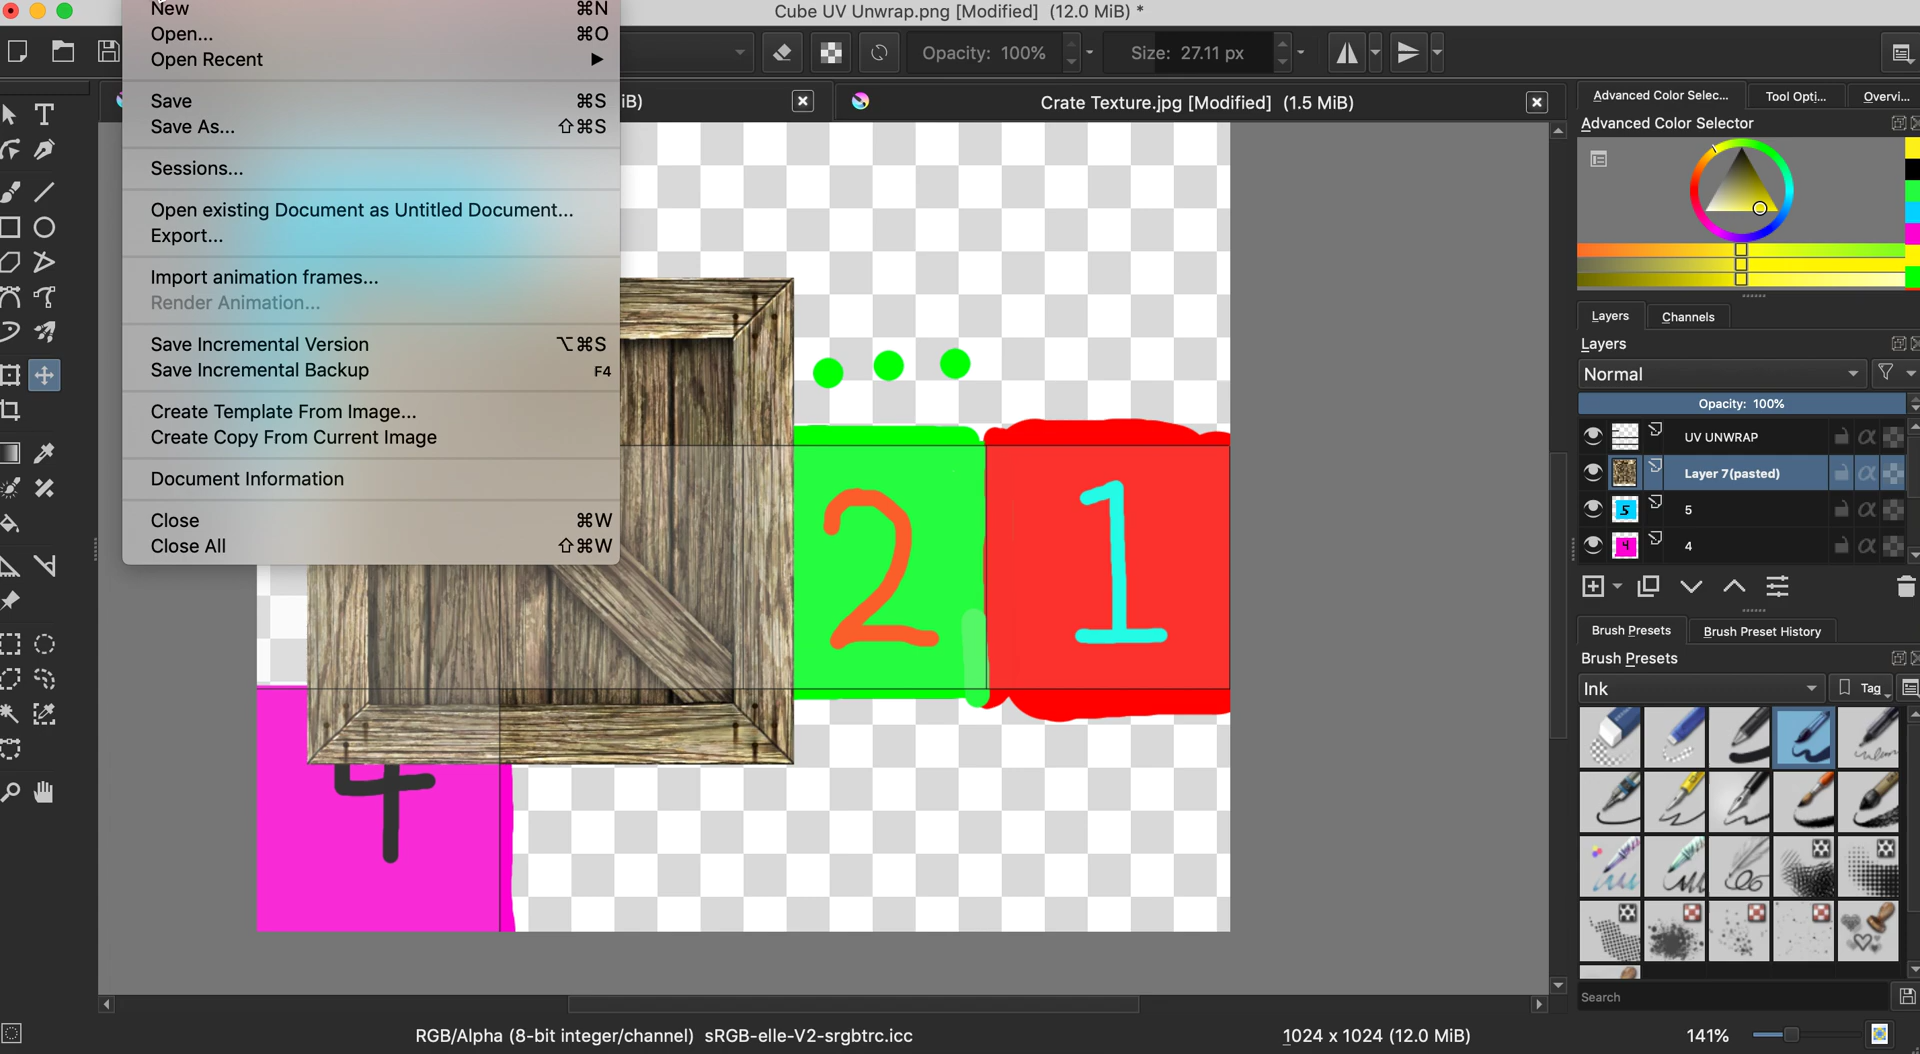 Cube UV Unwrap.png [Modified] (12.0 MiB) *
New ⌘N
Open... ⌘O
Open Recent ▶
Save ⌘S
Save As... ⇧⌘S
Sessions...
Open existing Document as Untitled Document...
Export...
Import animation frames...
Render Animation...
Save Incremental Version ⌥⌘S
Save Incremental Backup F4
Create Template From Image...
Create Copy From Current Image
Document Information
Close ⌘W
Close All ⇧⌘W
Opacity: 100%
Size: 27.11 px
iB)
Crate Texture.jpg [Modified] (1.5 MiB)
T
2
1
4
Advanced Color Selec...
Tool Opti...
Overvi...
Advanced Color Selector
Layers
Channels
Layers
Normal
Opacity: 100%
UV UNWRAP
Layer 7(pasted)
5
5
4
4
Brush Presets
Brush Preset History
Brush Presets
Ink
Tag
Search
RGB/Alpha (8-bit integer/channel) sRGB-elle-V2-srgbtrc.icc
1024 x 1024 (12.0 MiB)
141%